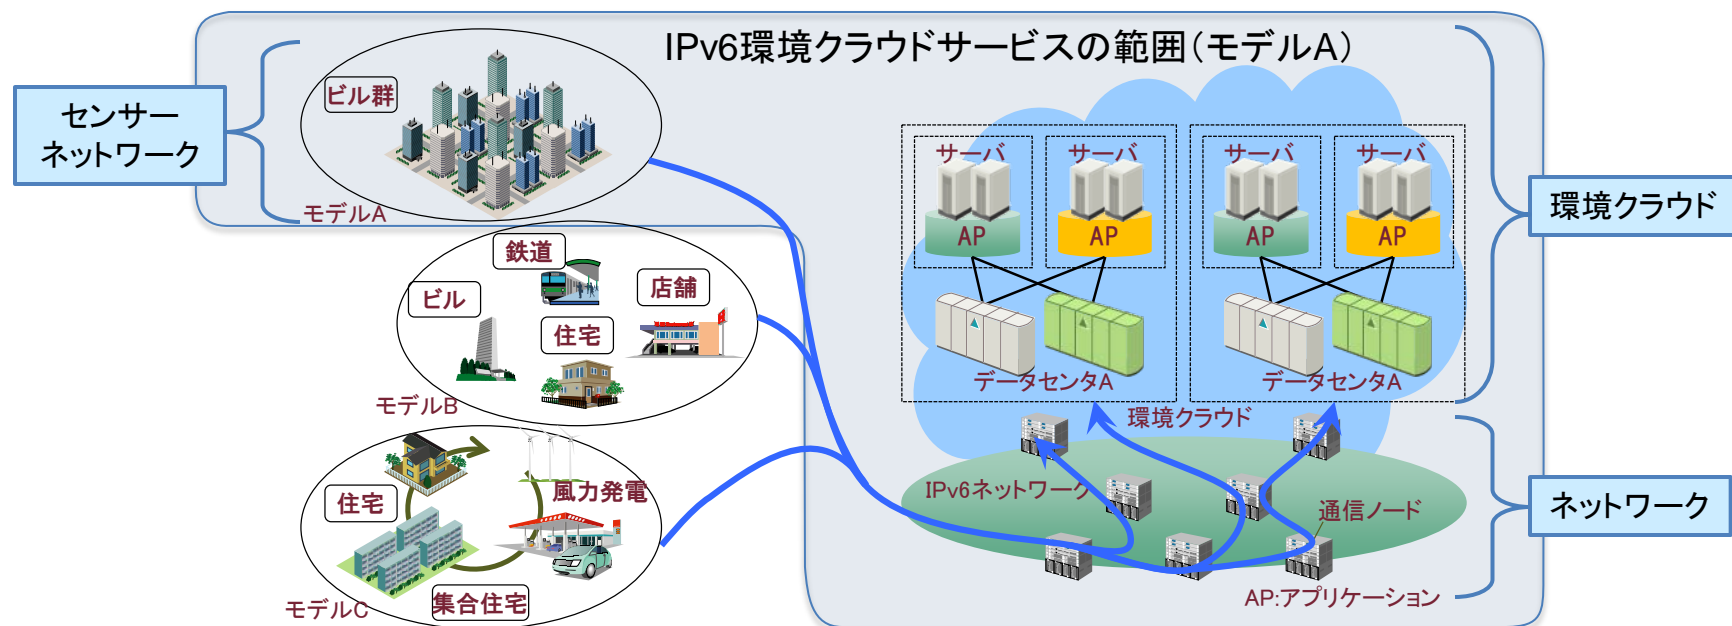 IPv6環境クラウドサービスの範囲(モデルA)
センサー
ネットワーク
ビル群
モデルA
鉄道
ビル
店舗
住宅
モデルB
住宅
風力発電
集合住宅
モデルC
サーバ
サーバ
サーバ
サーバ
AP
AP
AP
AP
データセンタA
データセンタA
環境クラウド
環境クラウド
IPv6ネットワーク
通信ノード
ネットワーク
AP:アプリケーション